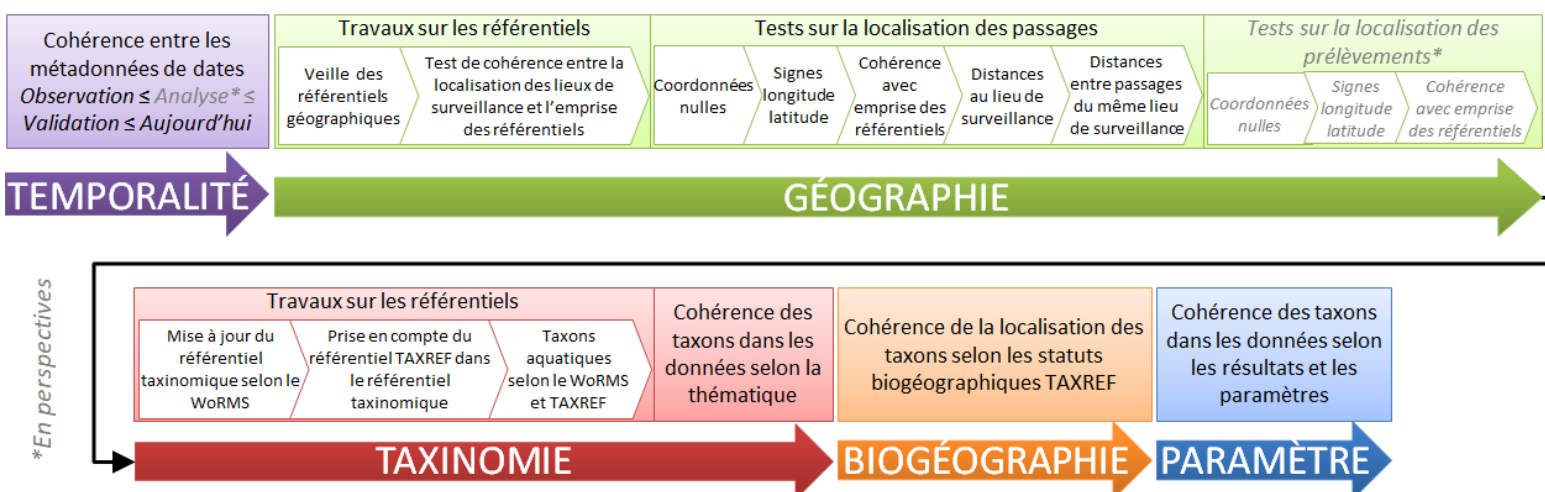 Cohérence entre les
métadonnées de dates
Observation ≤ Analyse* ≤
Validation ≤ Aujourd'hui
TEMPORALITÉ
Travaux sur les référentiels
Veille des
référentiels
géographiques
Test de cohérence entre la
localisation des lieux de
surveillance et l'emprise
des référentiels
Tests sur la localisation des passages
Coordonnées
nulles
Signes
longitude
latitude
Cohérence
avec
emprise des
référentiels
Distances
au lieu de
surveillance
Distances
entre passages
du même lieu
de surveillance
Tests sur la localisation des
prélèvements*
Coordonnées
nulles
Signes
longitude
latitude
Cohérence
avec emprise
des référentiels
GÉOGRAPHIE
*En perspectives
Travaux sur les référentiels
Mise à jour du
référentiel
taxinomique selon le
WoRMS
Prise en compte du
référentiel TAXREF dans
le référentiel
taxinomique
Taxons
aquatiques
selon le WoRMS
et TAXREF
Cohérence des
taxons dans les
données selon la
thématique
TAXINOMIE
Cohérence de la localisation des
taxons selon les statuts
biogéographiques TAXREF
BIOGÉOGRAPHIE
Cohérence des taxons
dans les données selon
les résultats et les
paramètres
PARAMÈTRE